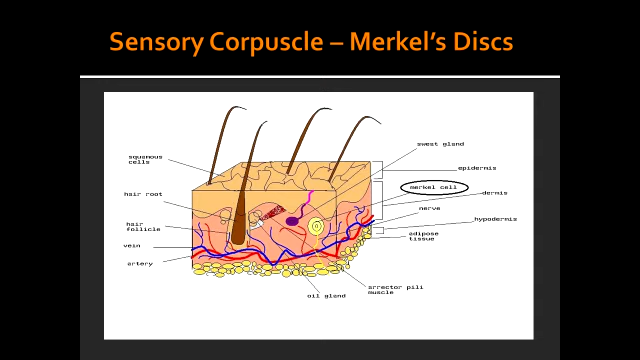 Sensory Corpuscle – Merkel's Discs
sweat gland
squamous
cells
epidermis
merkel cell
hair root
dermis
nerve
hypodermis
hair
follicle
adipose
tissue
vein
artery
arrector pili
muscle
oil gland